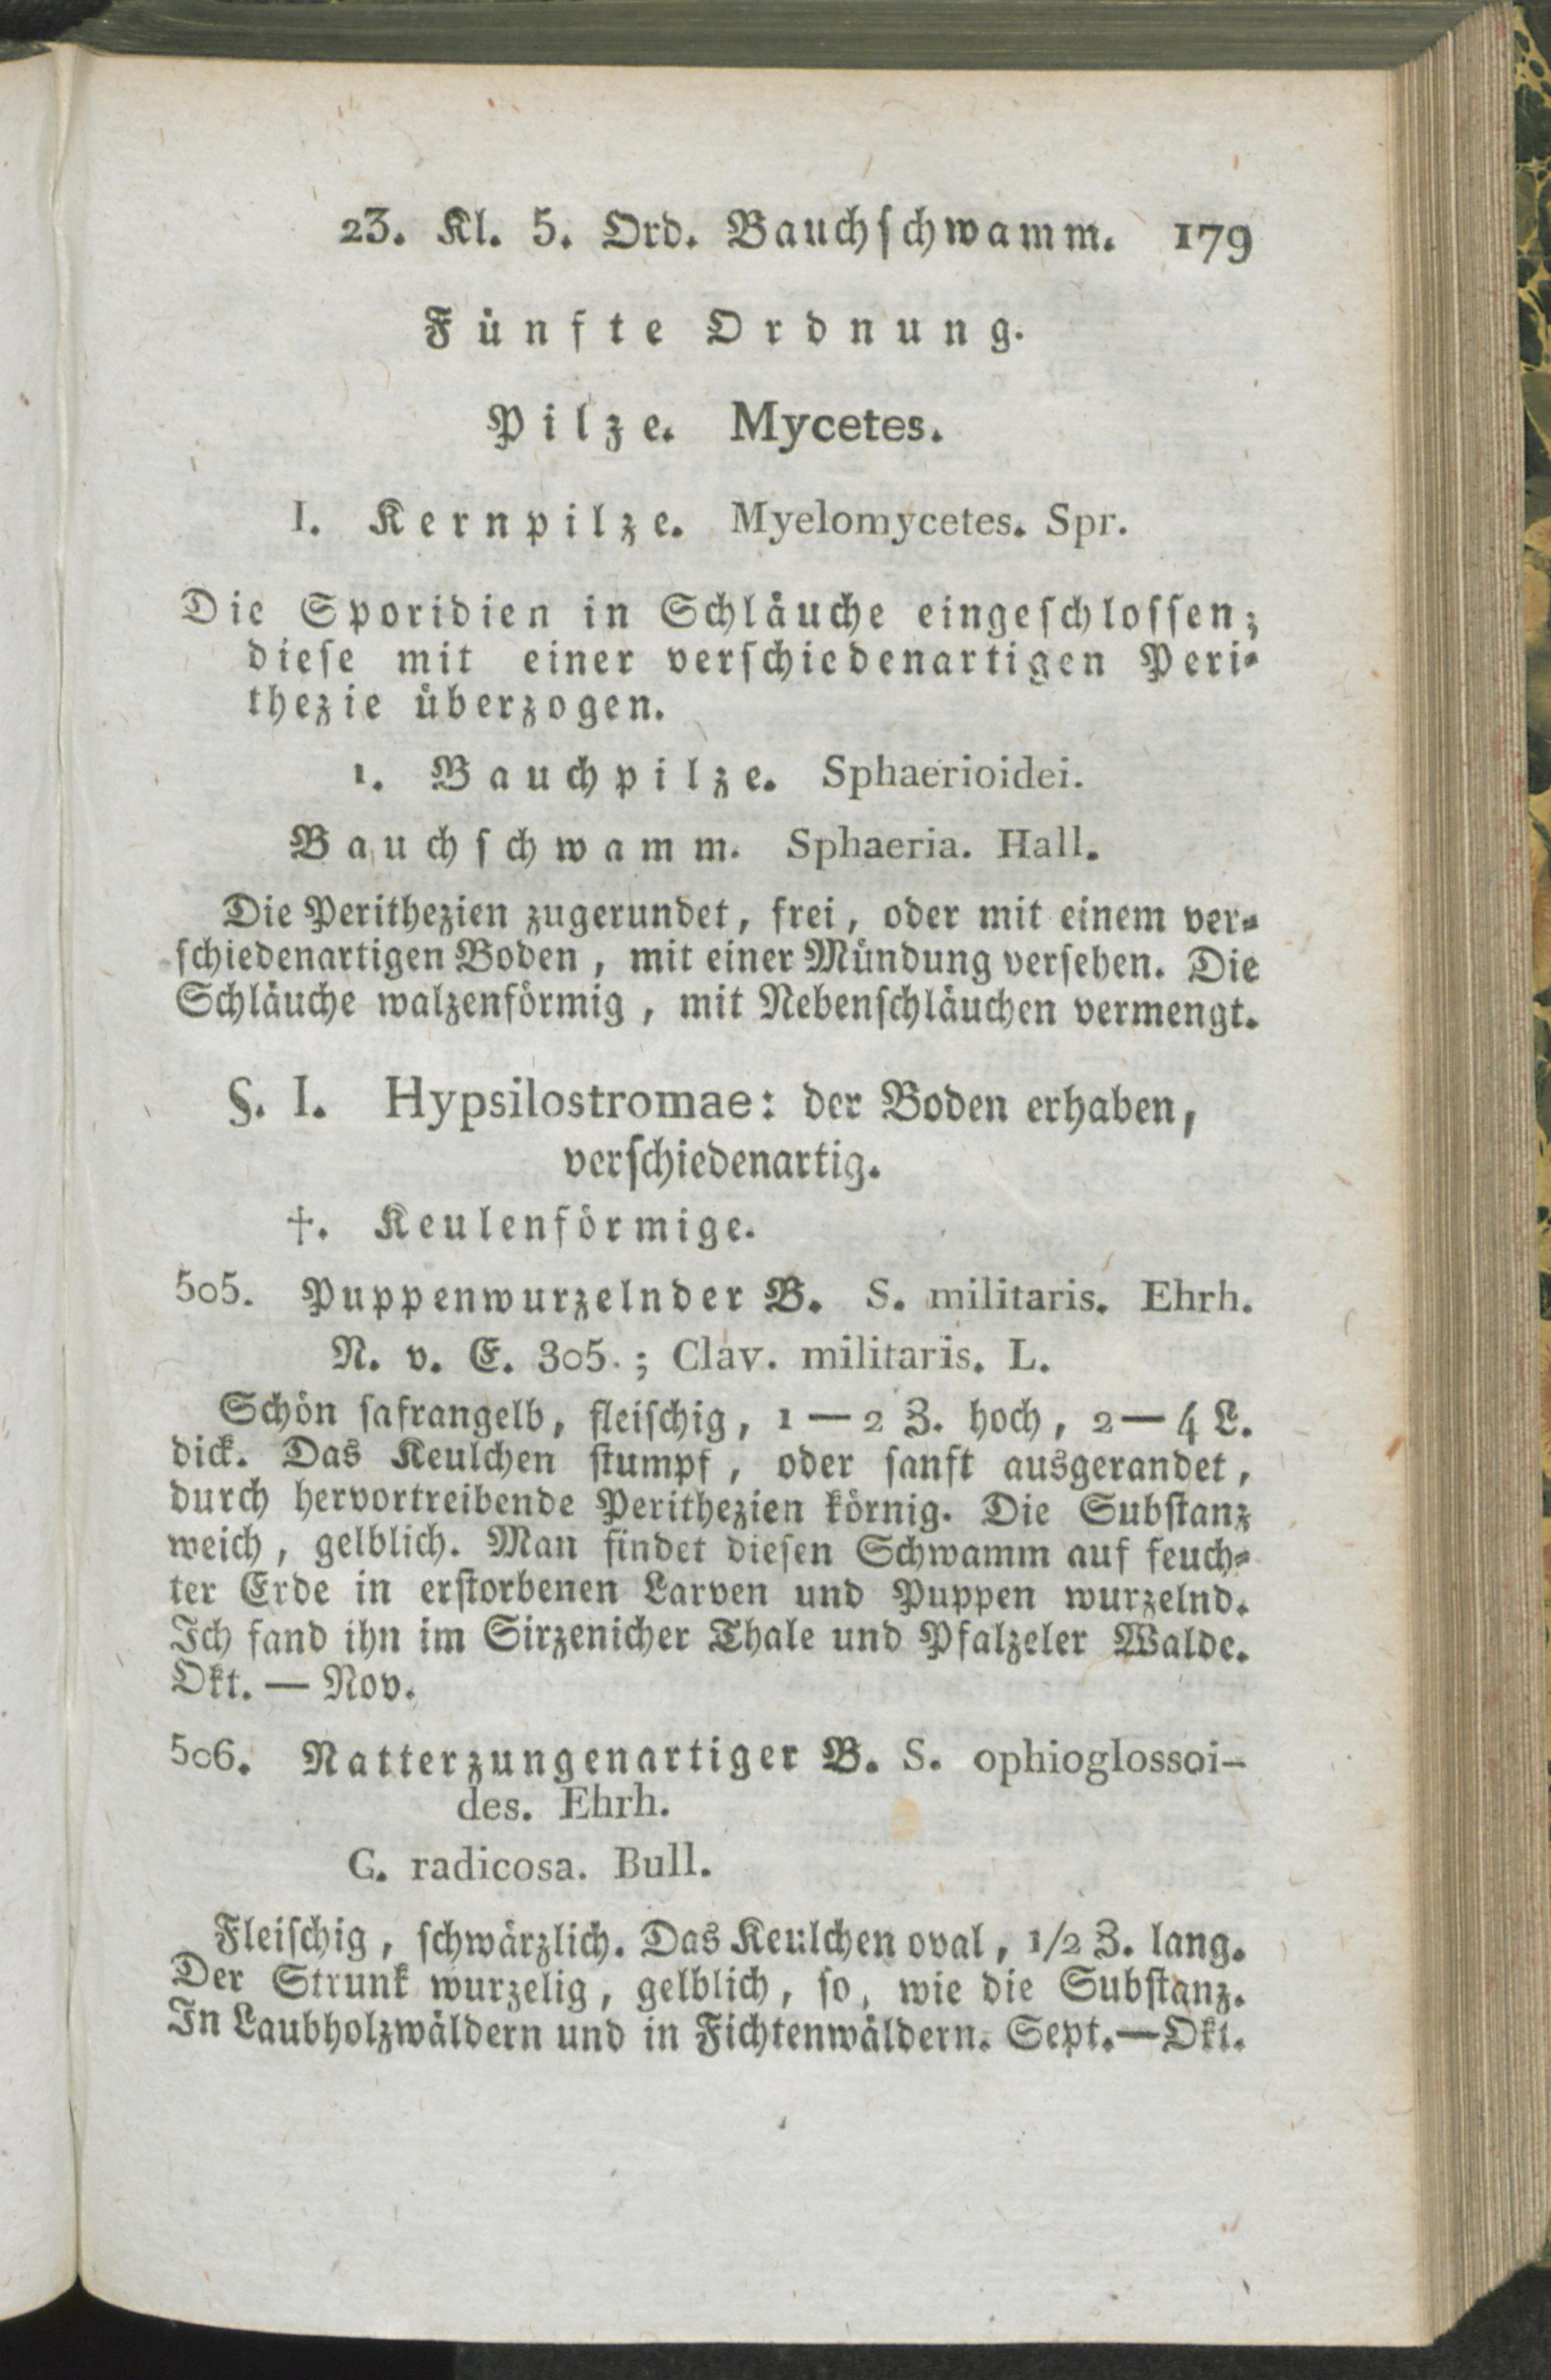 23. Kl. 5. Ord. Bauchschwamm. 179
Fünfte Ordnung.
Pilze. Mycetes.
I. Kernpilze. Myelomycetes. Spr.
Die Sporidien in Schläuche eingeschlossen;
diese mit einer verschiedenartigen Peri-
thezie überzogen.
1. Bauchpilze. Sphaerioidei.
Bauchschwamm. Sphaeria. Hall.
Die Perithezien zugerundet, frei, oder mit einem ver-
schiedenartigen Boden, mit einer Mündung versehen. Die
Schläuche walzenförmig, mit Nebenschläuchen vermengt.
§. I. Hypsilostromae: der Boden erhaben,
verschiedenartig.
†. Keulenförmige.
505. Puppenwurzelnder B. S. militaris. Ehrh.
N. v. E. 305.; Clav. militaris. L.
Schön safrangelb, fleischig, 1—2 Z. hoch, 2—4 L.
dick. Das Keulchen stumpf, oder sanft ausgerandet,
durch hervortreibende Perithezien körnig. Die Substanz
weich, gelblich. Man findet diesen Schwamm auf feuch-
ter Erde in erstorbenen Larven und Puppen wurzelnd.
Ich fand ihn im Sirzenicher Thale und Pfalzeler Walde.
Okt. — Nov.
506. Natterzungenartiger B. S. ophioglossoi-
des. Ehrh.
C. radicosa. Bull.
Fleischig, schwärzlich. Das Keulchen oval, 1/2 Z. lang.
Der Strunk wurzelig, gelblich, so, wie die Substanz.
In Laubholzwäldern und in Fichtenwäldern. Sept.—Okt.